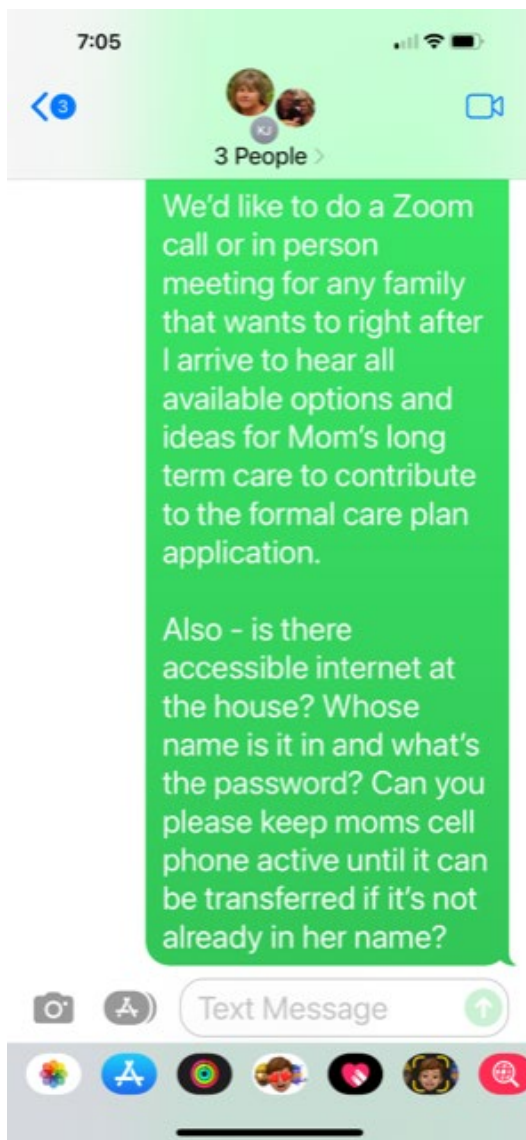 7:05
3
KJ
3 People >
We'd like to do a Zoom
call or in person
meeting for any family
that wants to right after
I arrive to hear all
available options and
ideas for Mom's long
term care to contribute
to the formal care plan
application.
Also - is there
accessible internet at
the house? Whose
name is it in and what's
the password? Can you
please keep moms cell
phone active until it can
be transferred if it's not
already in her name?
Text Message